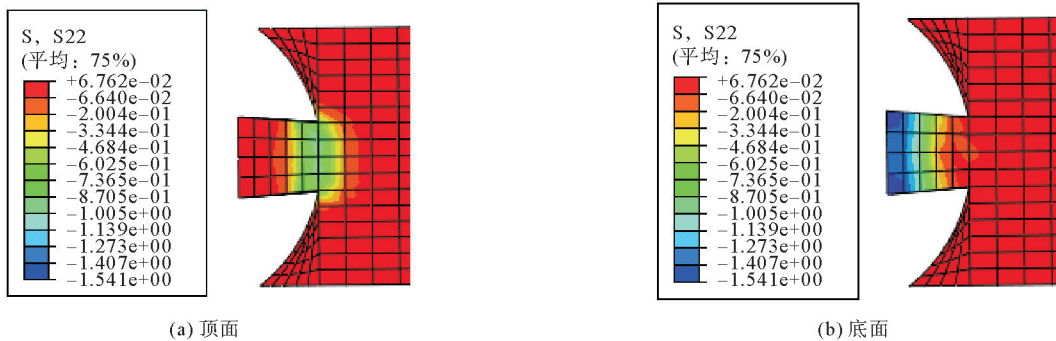 S, S22
(平均: 75%)
+6.762e-02
-6.640e-02
-2.004e-01
-3.344e-01
-4.684e-01
-6.025e-01
-7.365e-01
-8.705e-01
-1.005e+00
-1.139e+00
-1.273e+00
-1.407e+00
-1.541e+00
(a) 顶面
S, S22
(平均: 75%)
+6.762e-02
-6.640e-02
-2.004e-01
-3.344e-01
-4.684e-01
-6.025e-01
-7.365e-01
-8.705e-01
-1.005e+00
-1.139e+00
-1.273e+00
-1.407e+00
-1.541e+00
(b) 底面